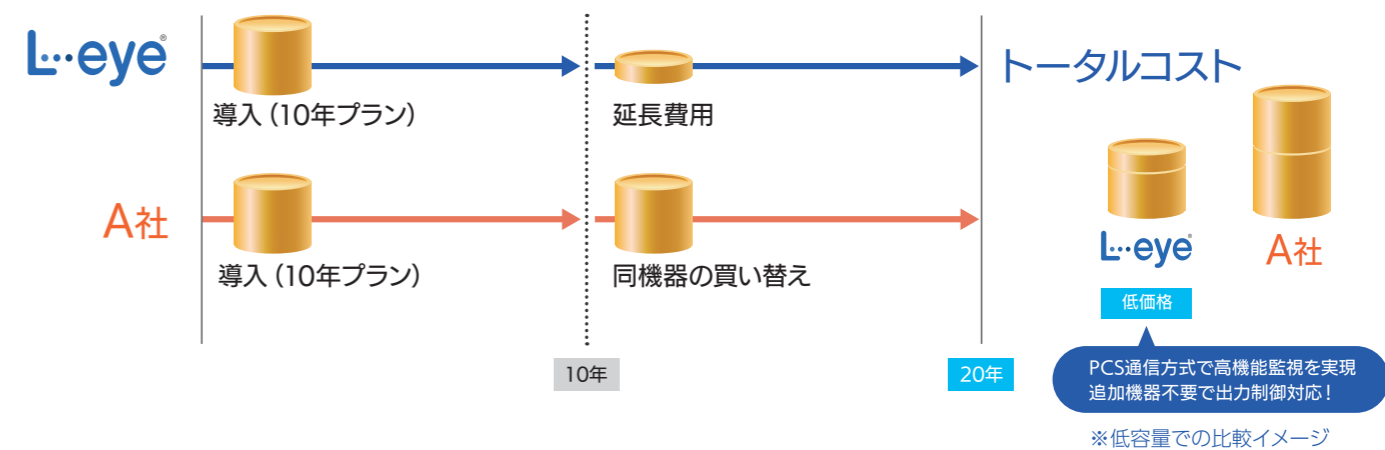 L・・・eye®
導入（10年プラン）
延長費用
A社
導入（10年プラン）
同機器の買い替え
10年
20年
トータルコスト
L・・・eye®
A社
低価格
PCS通信方式で高機能監視を実現
追加機器不要で出力制御対応！
※低容量での比較イメージ